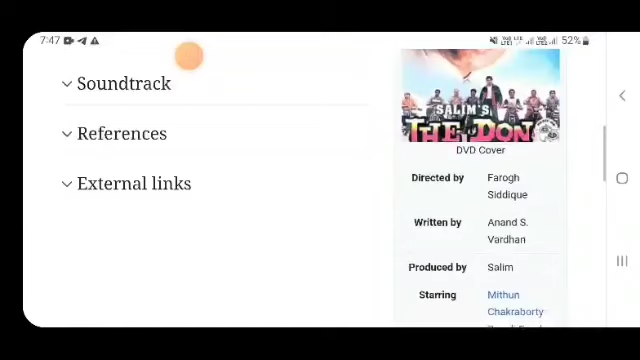 7:47
52%
Soundtrack
References
External links
SALIM'S
THE DON
DVD Cover
Directed by Farogh
Siddique
Written by Anand S.
Vardhan
Produced by Salim
Starring Mithun
Chakraborty